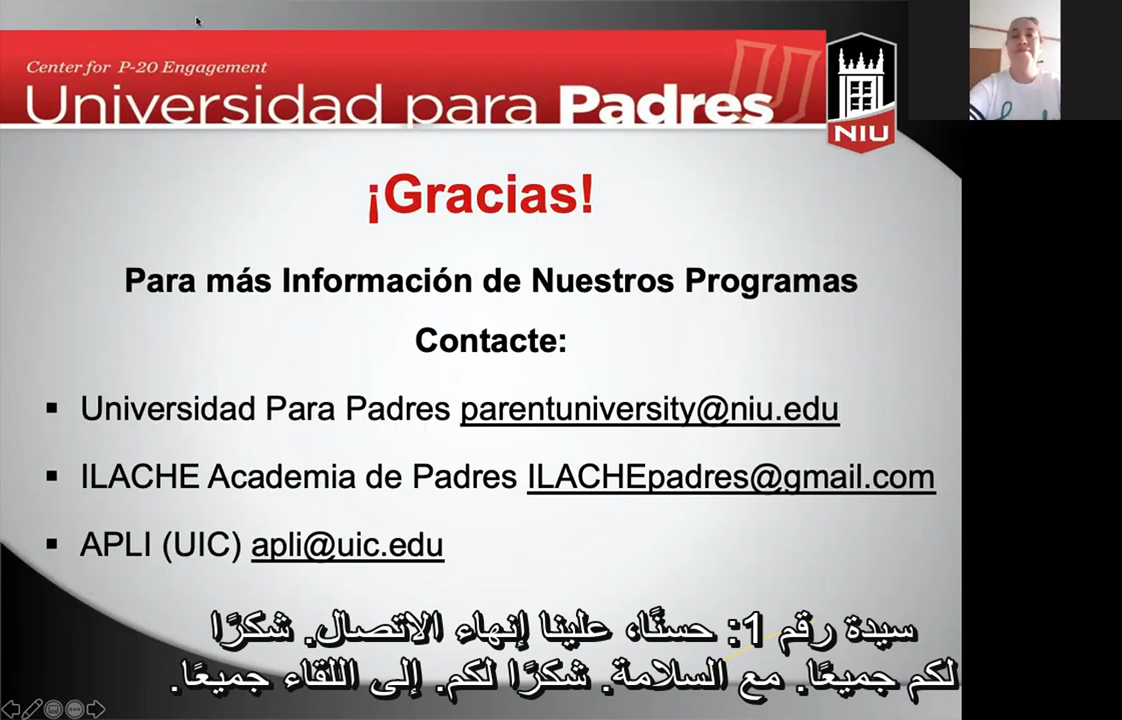 Center for P-20 Engagement
Universidad para Padres
NIU
¡Gracias!
Para más Información de Nuestros Programas
Contacte:
▪ Universidad Para Padres parentuniversity@niu.edu
▪ ILACHE Academia de Padres ILACHEpadres@gmail.com
▪ APLI (UIC) apli@uic.edu
سيدة رقم 1: حسنًا، علينا إنهاء الاتصال. شكرًا
لكم جميعًا. مع السلامة. شكرًا لكم. إلى اللقاء جميعًا.